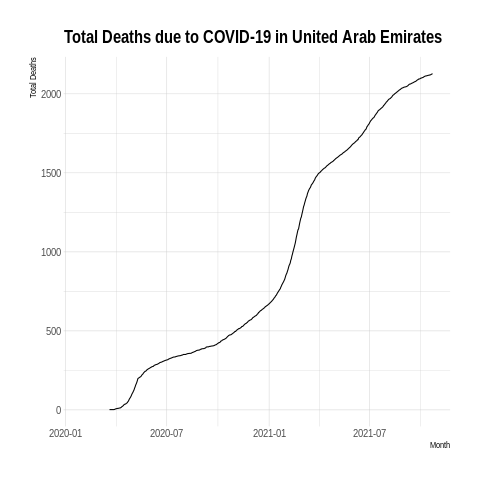 Total Deaths due to COVID-19 in United Arab Emirates
Total Deaths
2000
1500
1000
500
0
2020-01 2020-07 2021-01 2021-07
Month